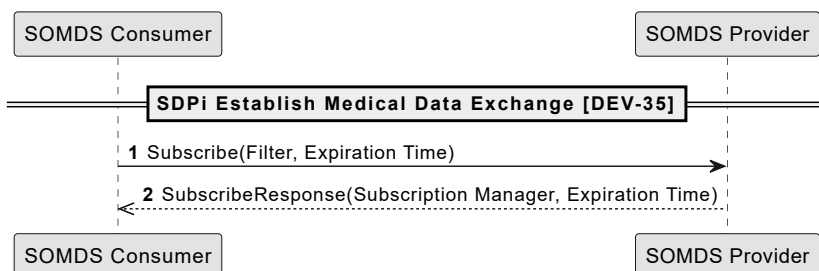 SOMDS Consumer SOMDS Provider
SDPi Establish Medical Data Exchange [DEV-35]
1 Subscribe(Filter, Expiration Time)
2 SubscribeResponse(Subscription Manager, Expiration Time)
SOMDS Consumer SOMDS Provider